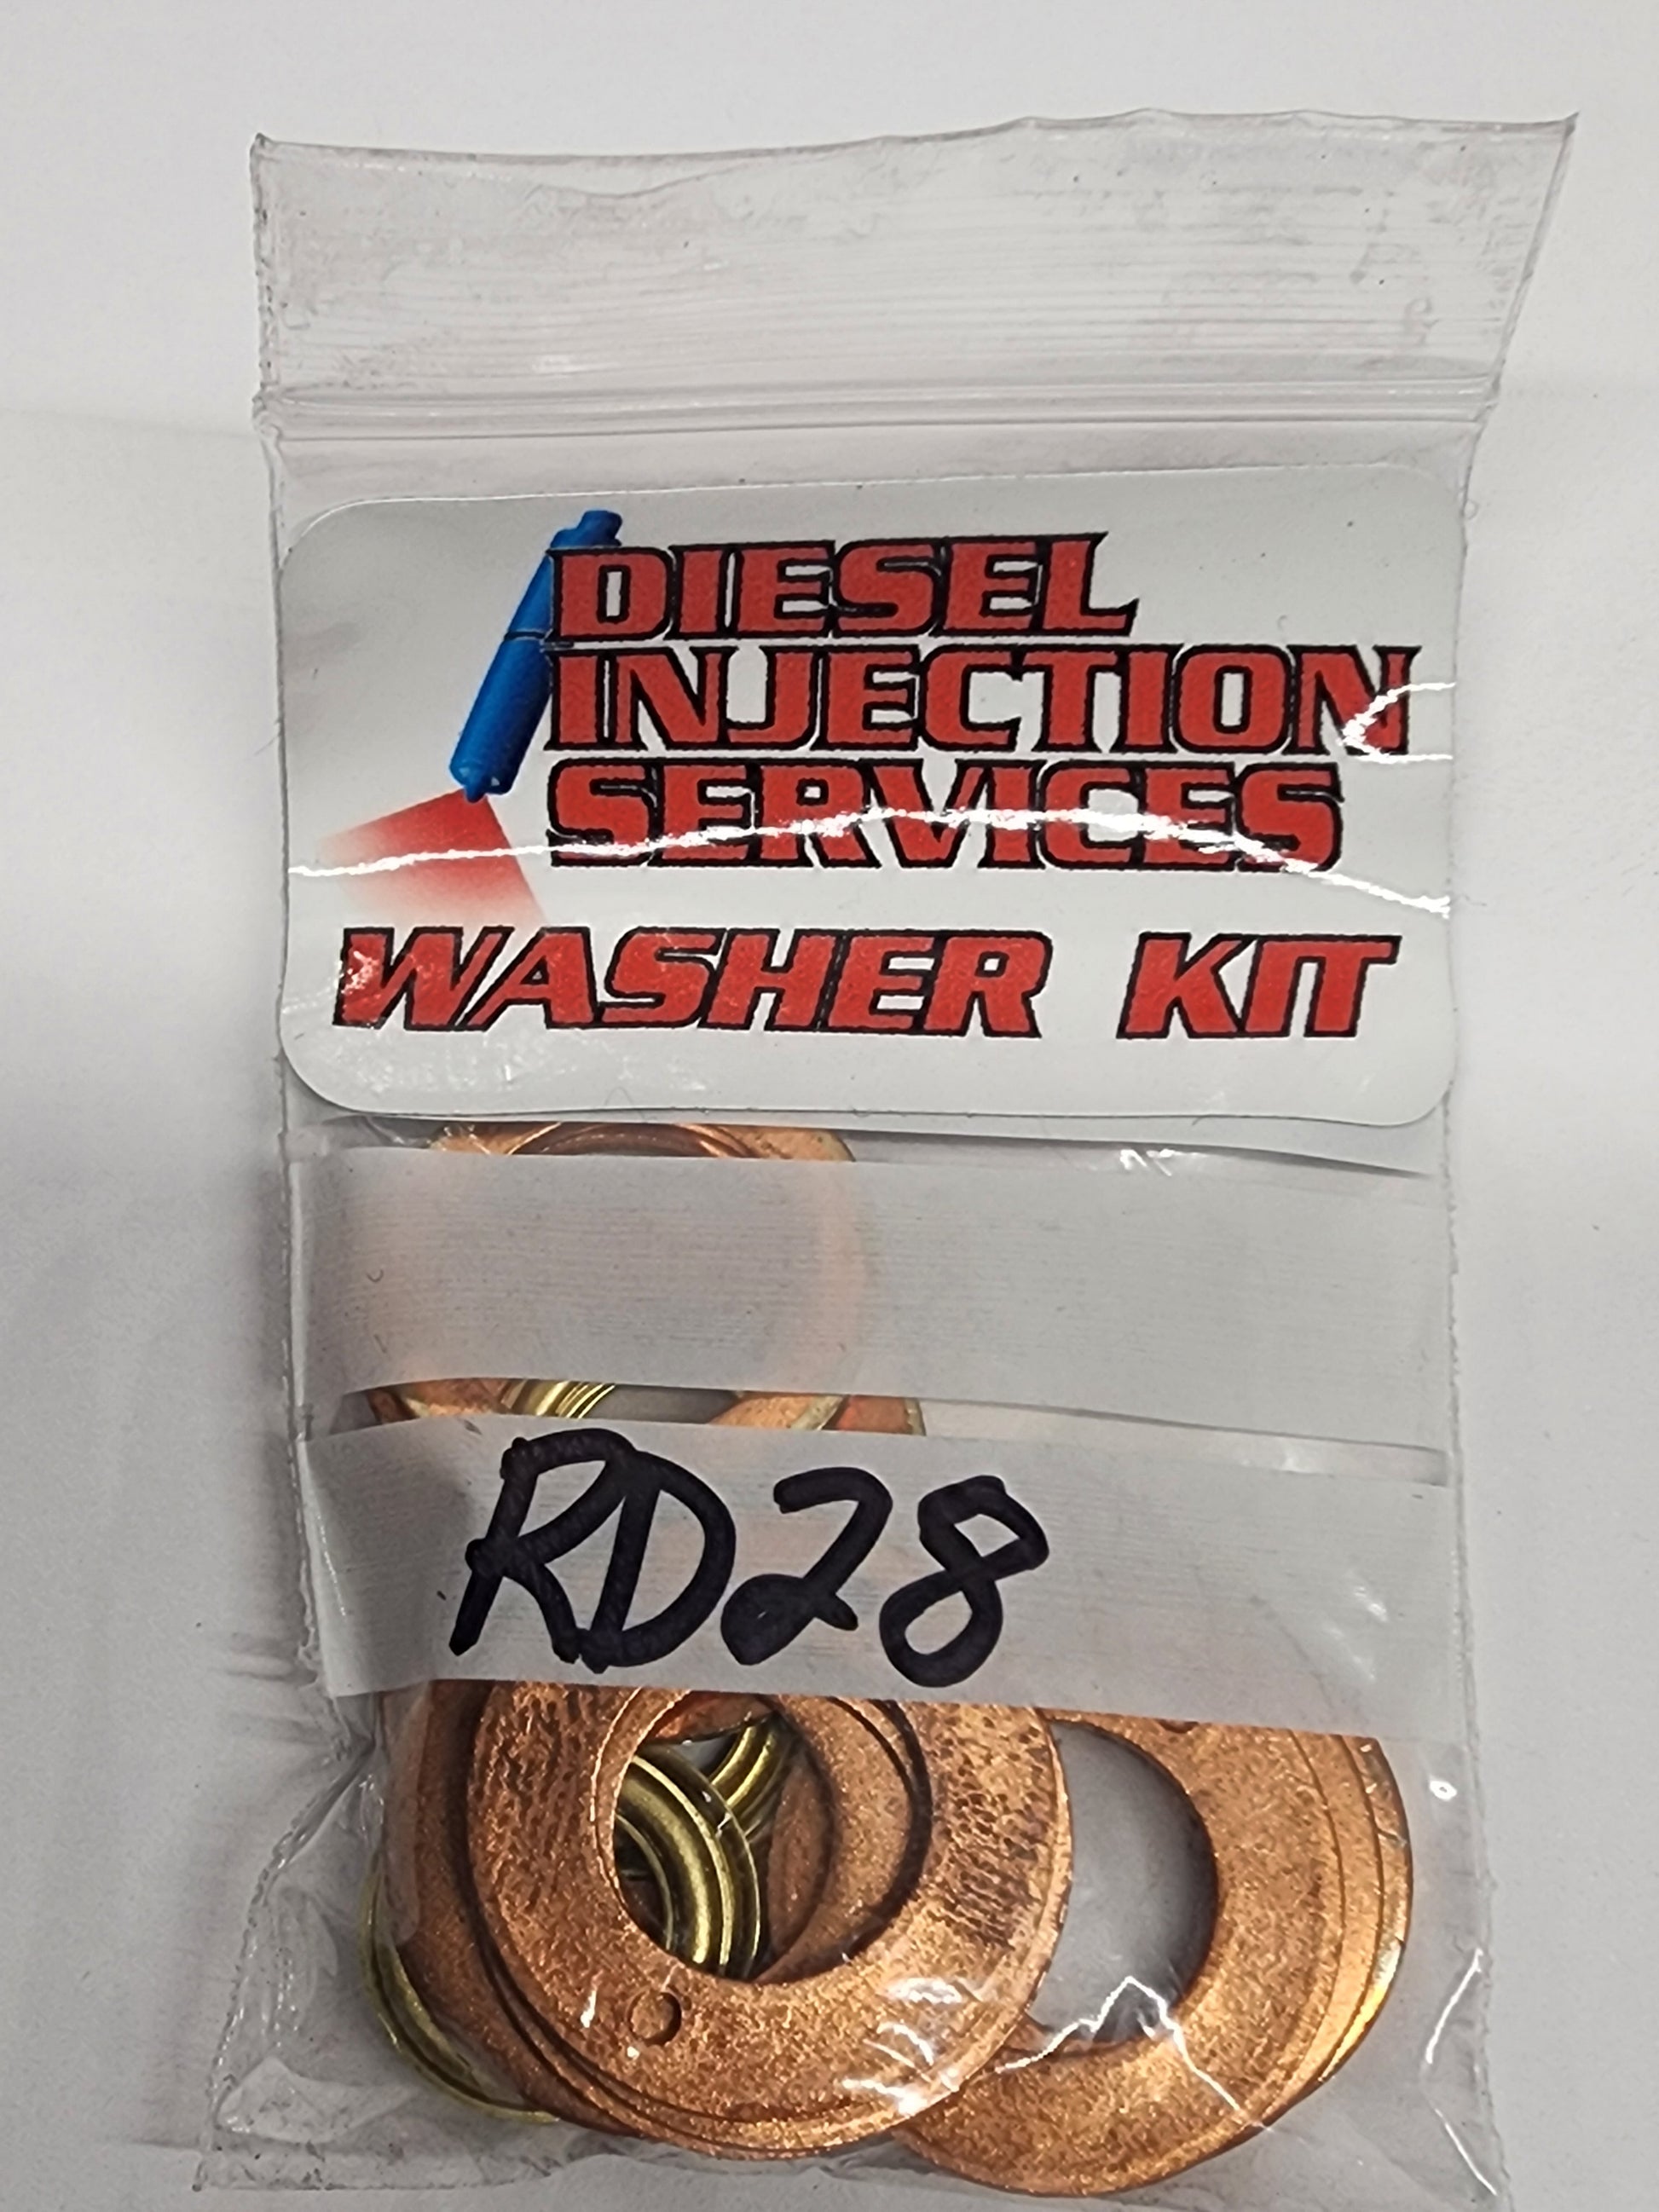 DIESEL
INJECTION
SERVICES
WASHER KIT
RD28